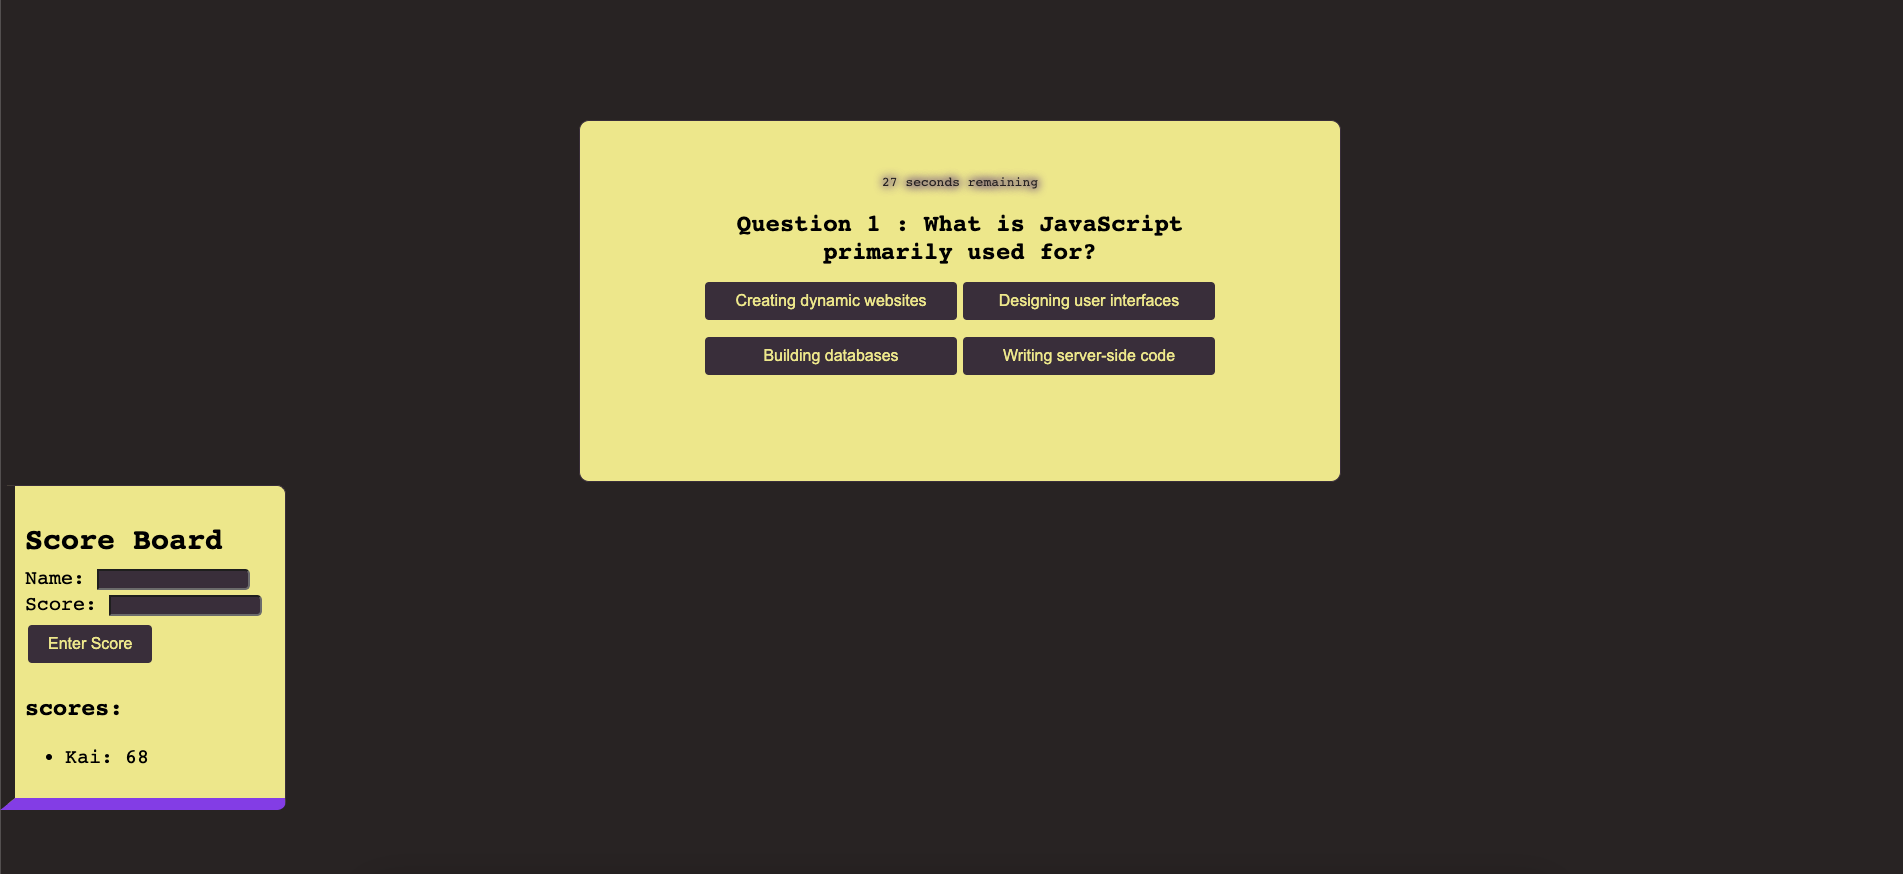 27 seconds remaining
Question 1 : What is JavaScript
primarily used for?
Creating dynamic websites
Designing user interfaces
Building databases
Writing server-side code
Score Board
Name:
Score:
Enter Score
scores:
• Kai: 68